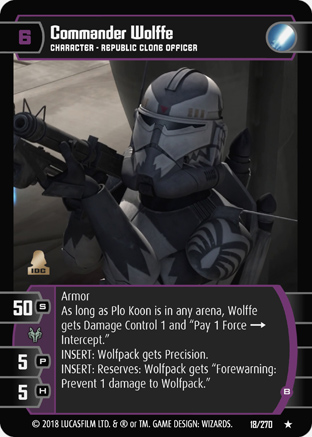 6
Commander Wolffe
CHARACTER • REPUBLIC CLONE OFFICER
IDC
50 S
5 P
5 H
Armor
As long as Plo Koon is in any arena, Wolffe
gets Damage Control 1 and “Pay 1 Force →
Intercept.”
INSERT: Wolfpack gets Precision.
INSERT: Reserves: Wolfpack gets “Forewarning:
Prevent 1 damage to Wolfpack.”
B
© 2018 LUCASFILM LTD. & ® or TM. GAME DESIGN: WIZARDS.
18/270 ★